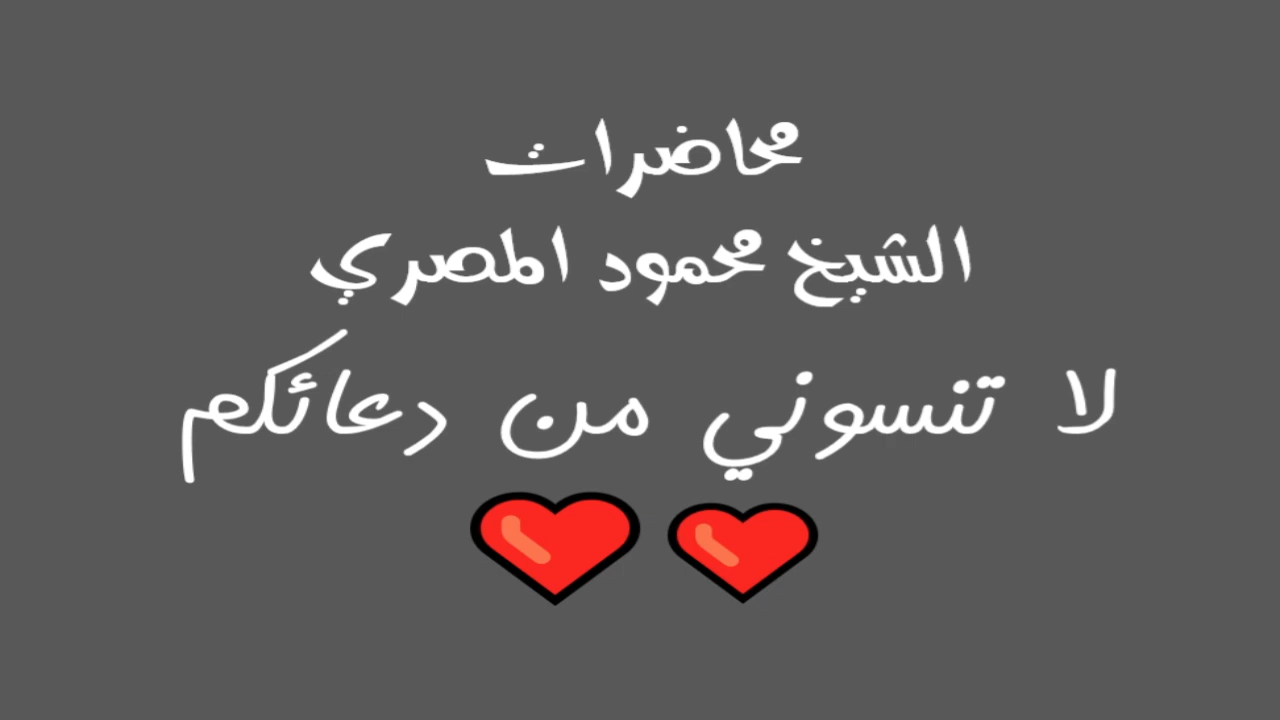 محاضرات
الشيخ محمود المصري
لا تنسوني من دعائكم